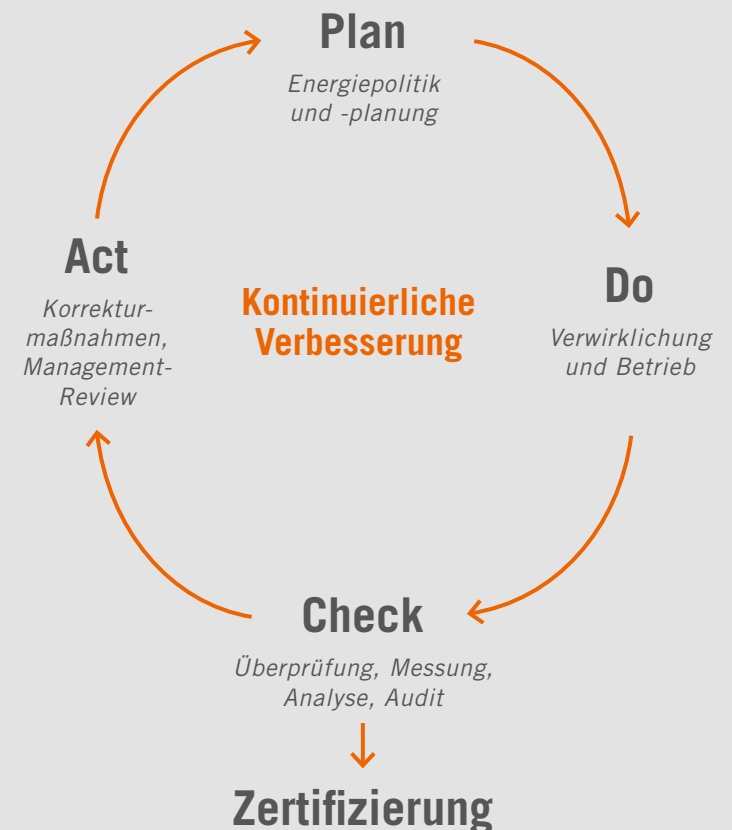 Plan
Energiepolitik
und -planung
Act
Korrektur-
maßnahmen,
Management-
Review
Kontinuierliche
Verbesserung
Do
Verwirklichung
und Betrieb
Check
Überprüfung, Messung,
Analyse, Audit
Zertifizierung